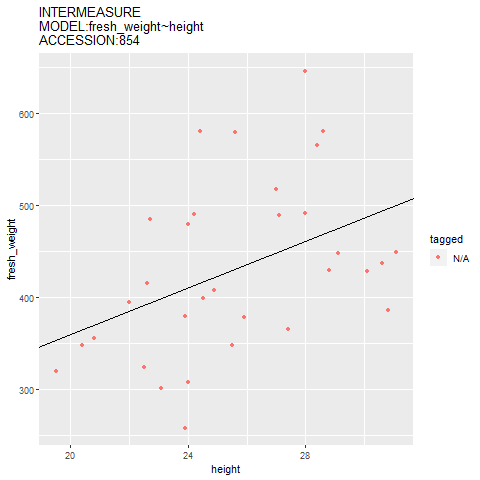 INTERMEASURE
MODEL:fresh_weight~height
ACCESSION:854
600
500
400
300
fresh_weight
20
24
28
height
tagged
N/A